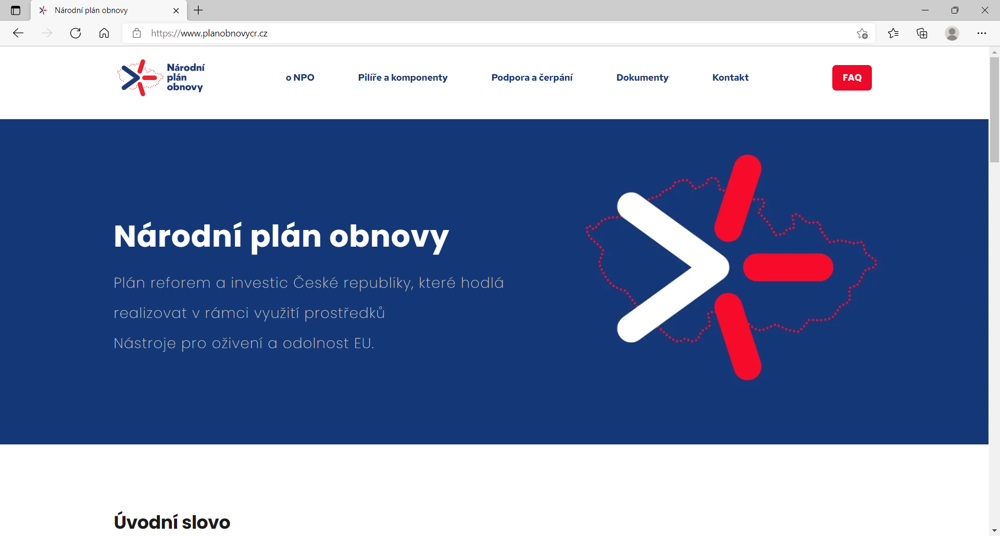 Národní plán obnovy
https://www.planobnovycr.cz
Národní
plán
obnovy
o NPO
Pilíře a komponenty
Podpora a čerpání
Dokumenty
Kontakt
FAQ
Národní plán obnovy
Plán reforem a investic České republiky, které hodlá
realizovat v rámci využití prostředků
Nástroje pro oživení a odolnost EU.
Úvodní slovo